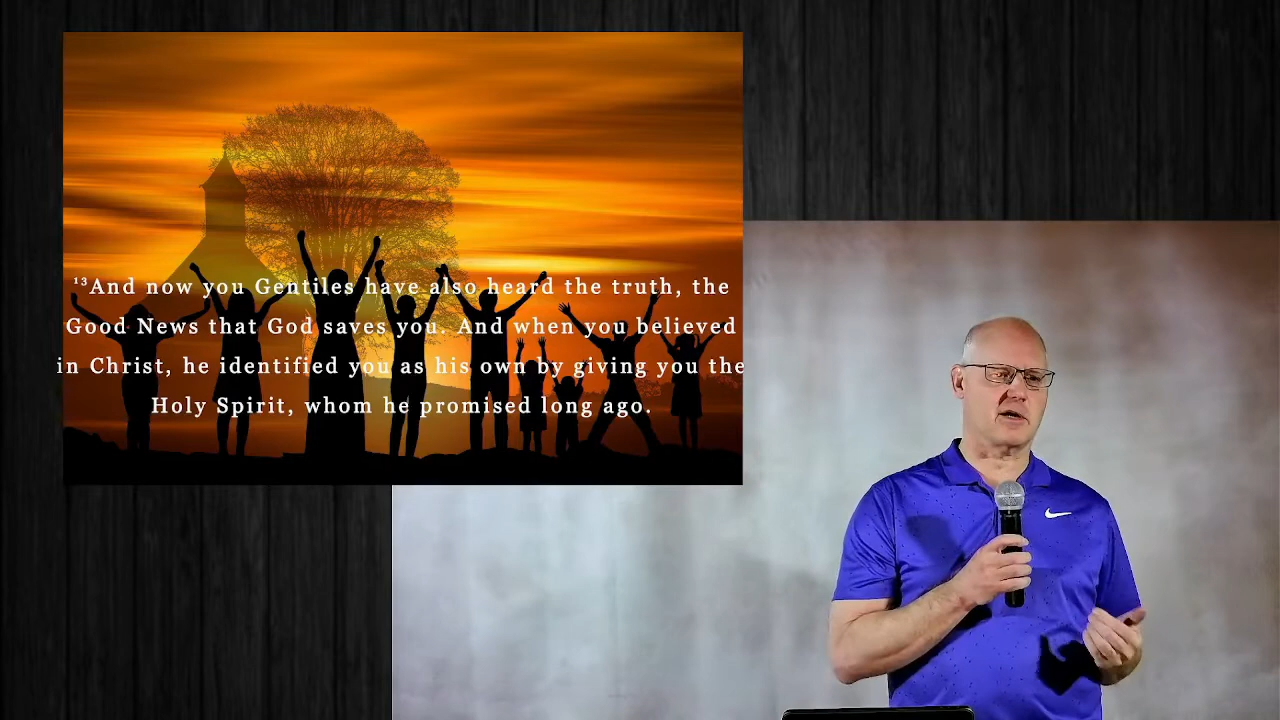 ¹³And now you Gentiles have also heard the truth, the
Good News that God saves you. And when you believed
in Christ, he identified you as his own by giving you the
Holy Spirit, whom he promised long ago.